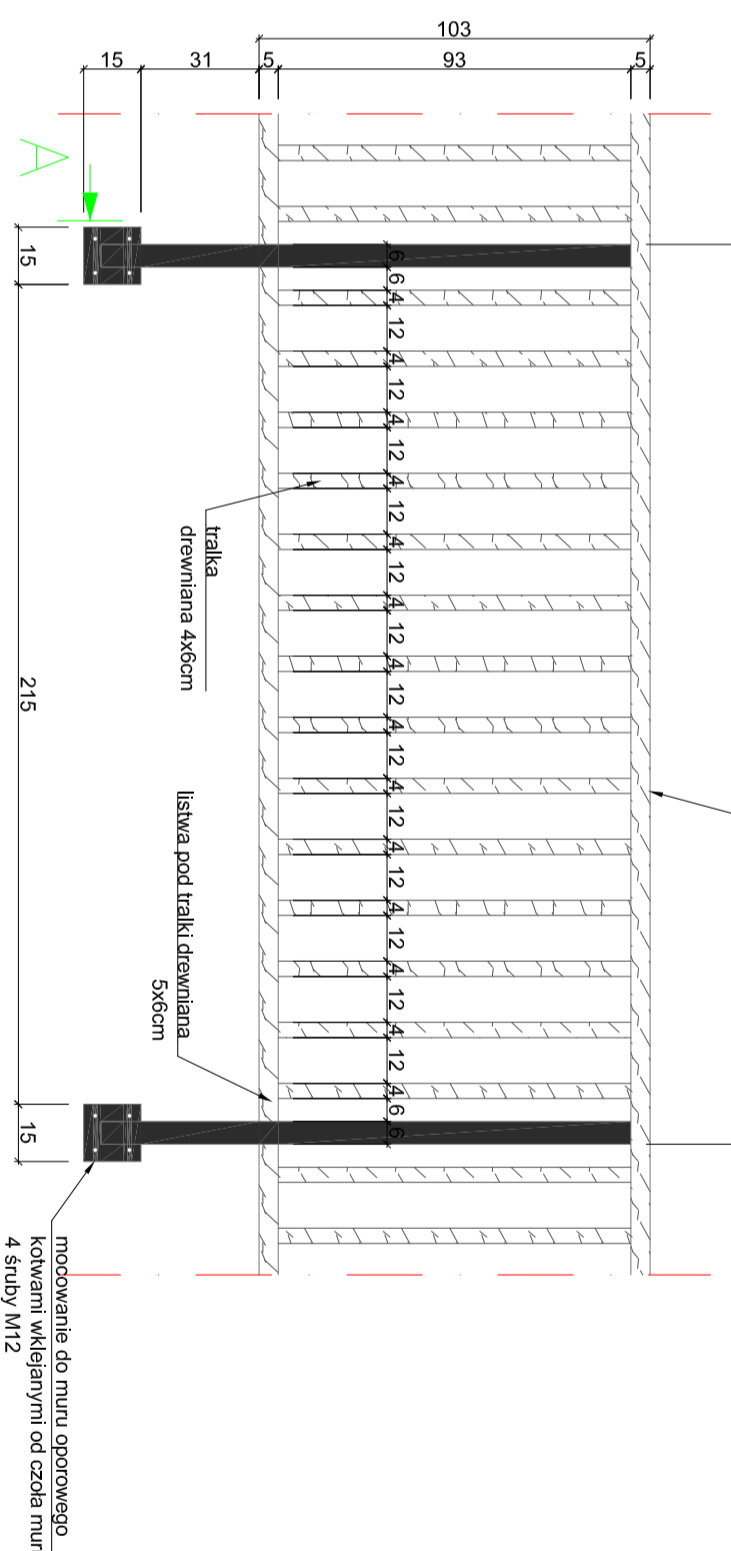 103
15 31 5 93 5
A
6 6 4 12 4 12 4 12 4 12 4 12 4 12 4 12 4 12 4 12 4 12 4 12 4 12 4 12 4 6 6
tralka
drewniana 4x6cm
listwa pod tralki drewniana
5x6cm
15 215 15
mocowanie do muru oporowego
kotwami wklejanymi od czoła mur
4 śruby M12